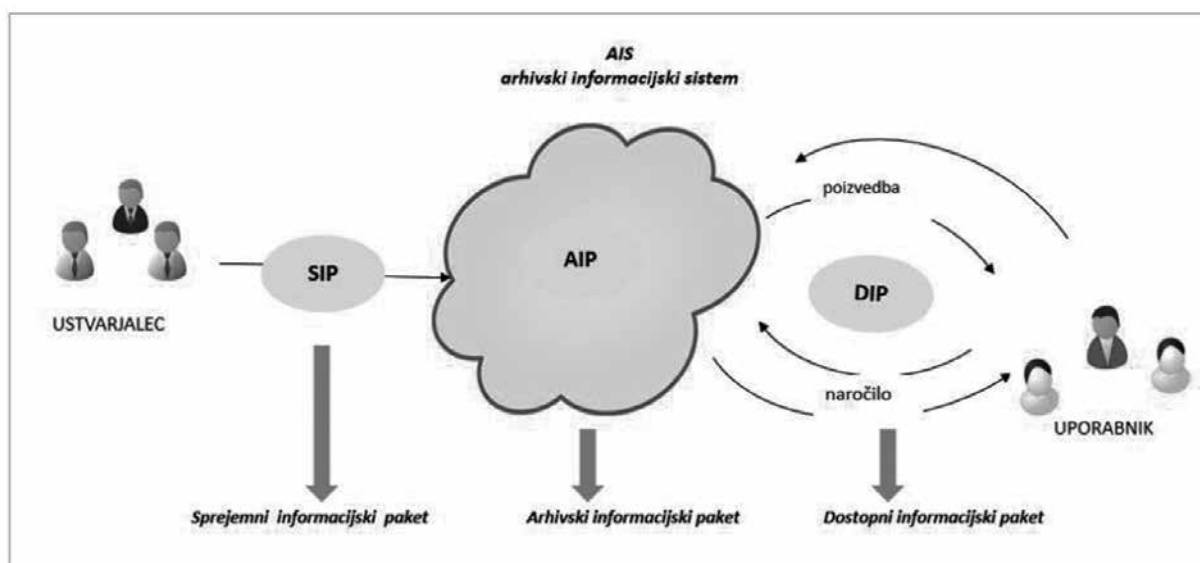 AIS
arhivski informacijski sistem
poizvedba
SIP
AIP
DIP
USTVARJALEC
naročilo
UPORABNIK
Sprejemni informacijski paket
Arhivski informacijski paket
Dostopni informacijski paket